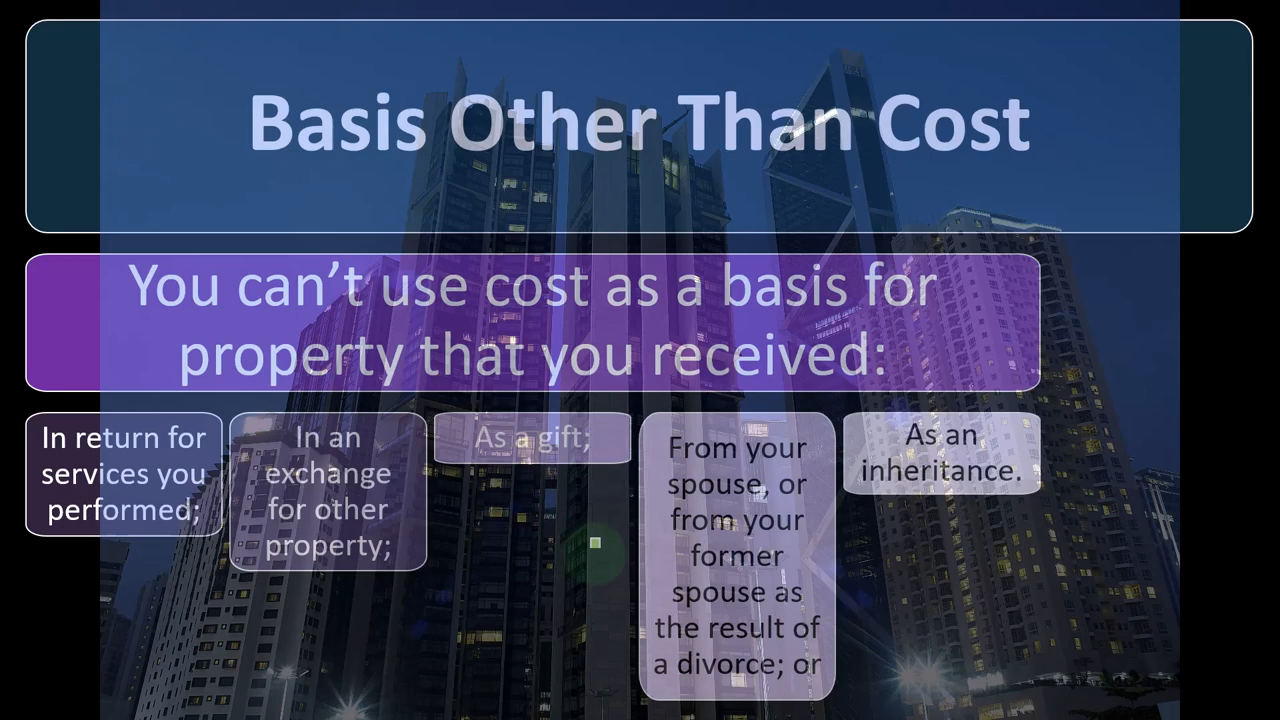 Basis Other Than Cost
You can’t use cost as a basis for
property that you received:
In return for
services you
performed;
In an
exchange
for other
property;
As a gift;
From your
spouse, or
from your
former
spouse as
the result of
a divorce; or
As an
inheritance.